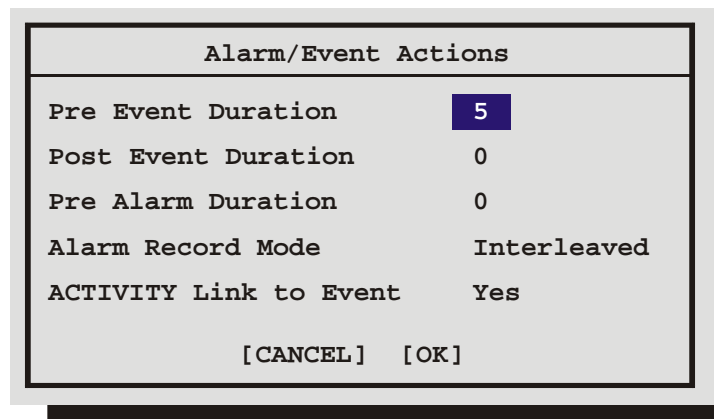 Alarm/Event Actions
Pre Event Duration 5
Post Event Duration 0
Pre Alarm Duration 0
Alarm Record Mode Interleaved
ACTIVITY Link to Event Yes
[CANCEL] [OK]